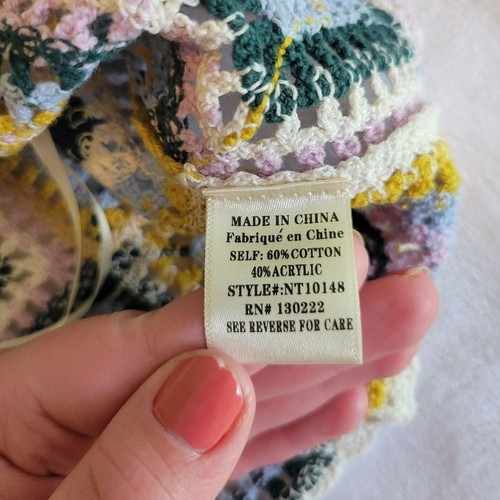 MADE IN CHINA
Fabriqué en Chine
SELF: 60%COTTON
40%ACRYLIC
STYLE#:NT10148
RN# 130222
SEE REVERSE FOR CARE